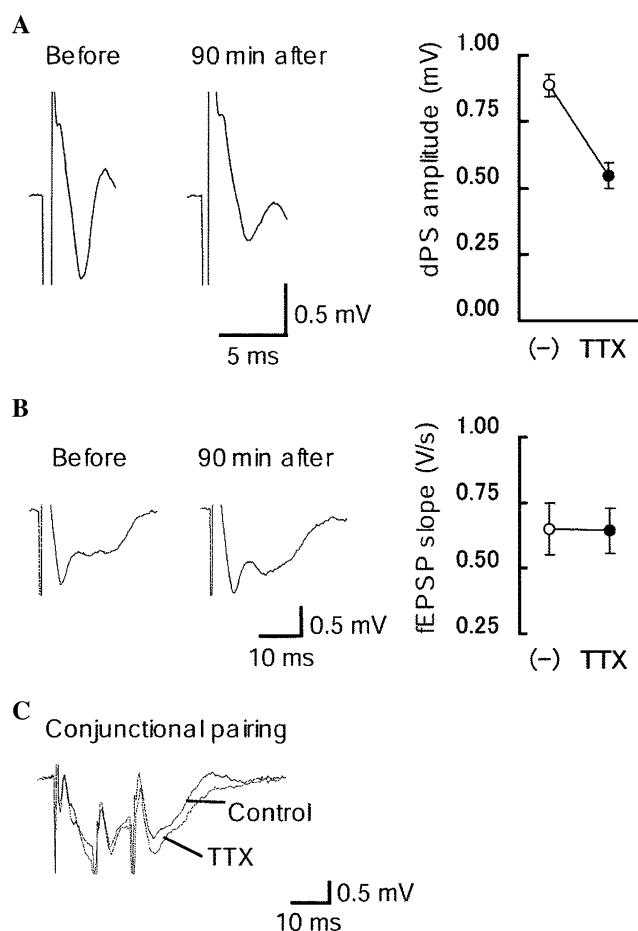 A
Before
90 min after
0.5 mV
5 ms
dPS amplitude (mV)
1.00
0.75
0.50
0.25
0.00
(-) TTX
B
Before
90 min after
0.5 mV
10 ms
fEPSP slope (V/s)
1.00
0.75
0.50
0.25
(-) TTX
C
Conjunctional pairing
Control
TTX
0.5 mV
10 ms